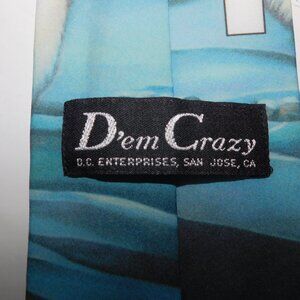 D'em Crazy
D.C. ENTERPRISES, SAN JOSE, CA